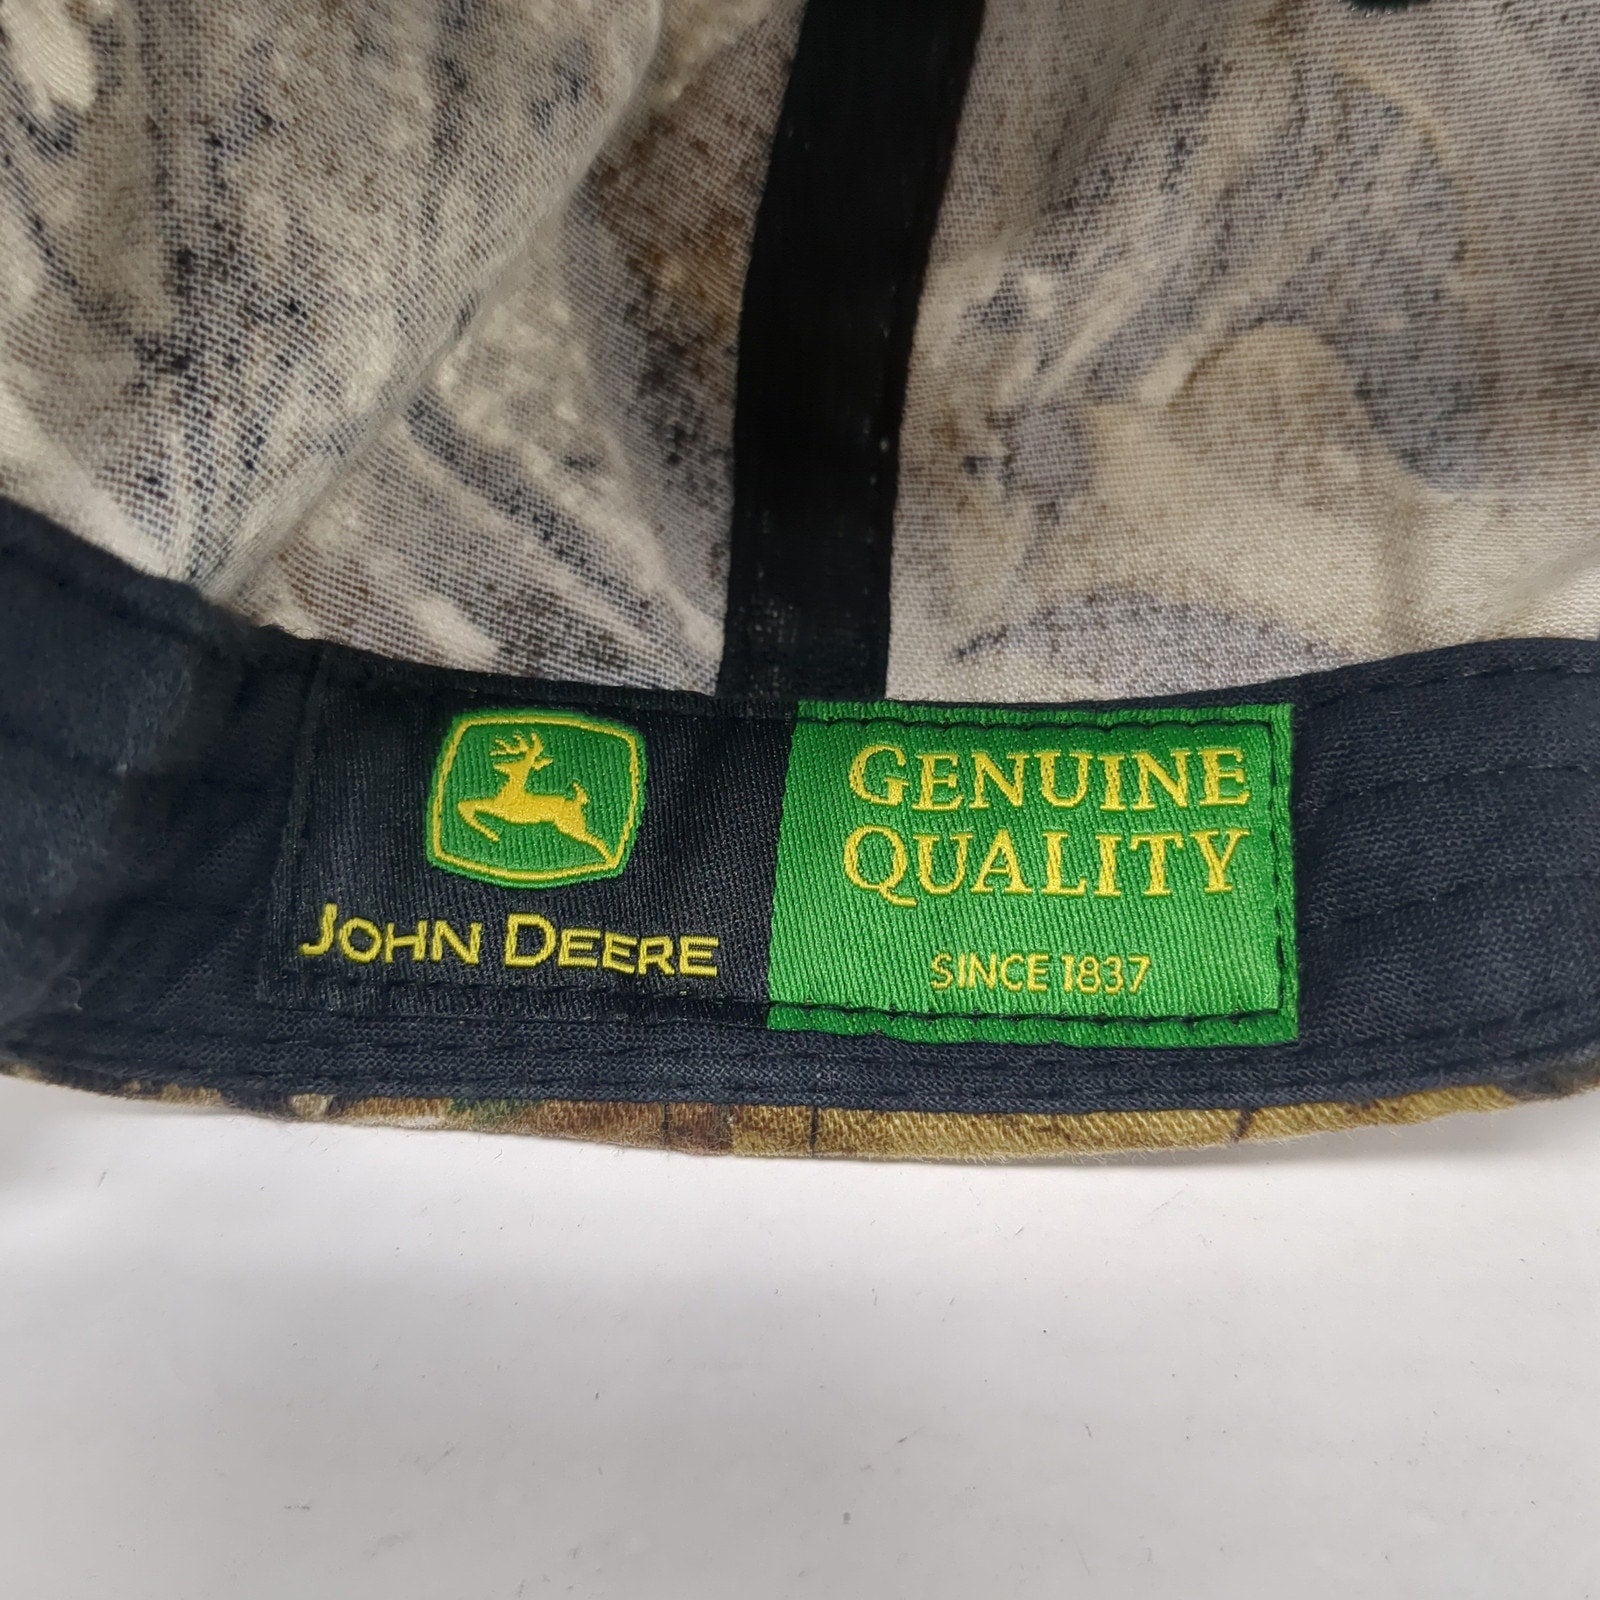 JOHN DEERE
GENUINE
QUALITY
SINCE 1837